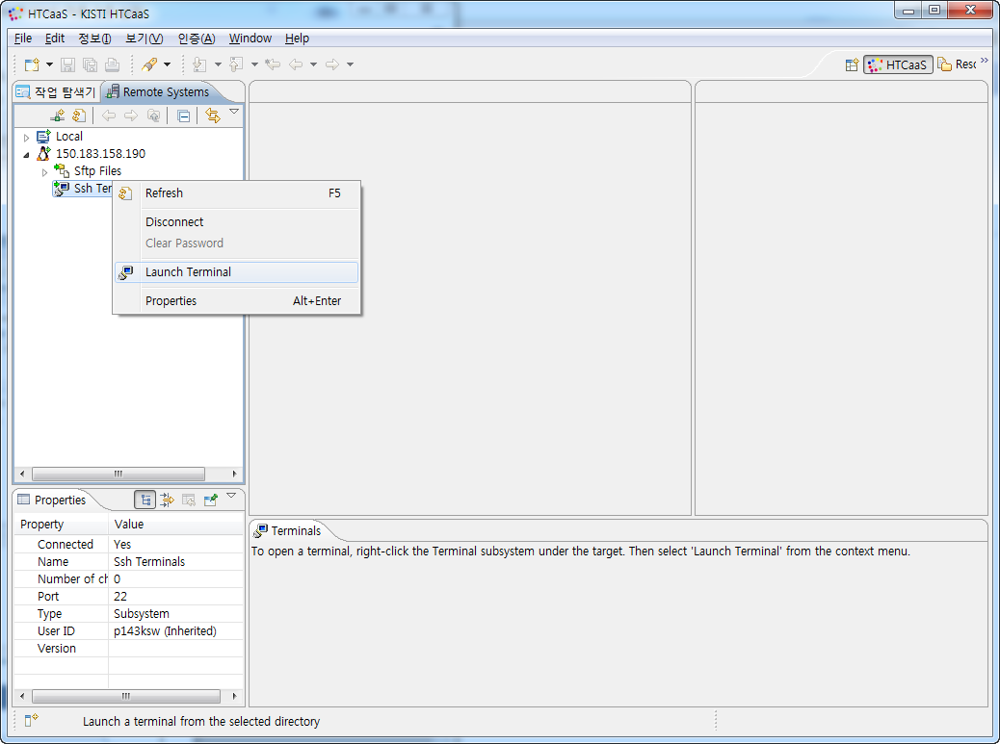 HTCaaS - KISTI HTCaaS
File Edit 정보(I) 보기(V) 인증(A) Window Help
HTCaaS Resc
작업 탐색기 Remote Systems
Local
150.183.158.190
Sftp Files
Ssh Ter
Refresh F5
Disconnect
Clear Password
Launch Terminal
Properties Alt+Enter
Properties
Property Value
Connected Yes
Name Ssh Terminals
Number of ch 0
Port 22
Type Subsystem
User ID p143ksw (Inherited)
Version
Terminals
To open a terminal, right-click the Terminal subsystem under the target. Then select 'Launch Terminal' from the context menu.
Launch a terminal from the selected directory